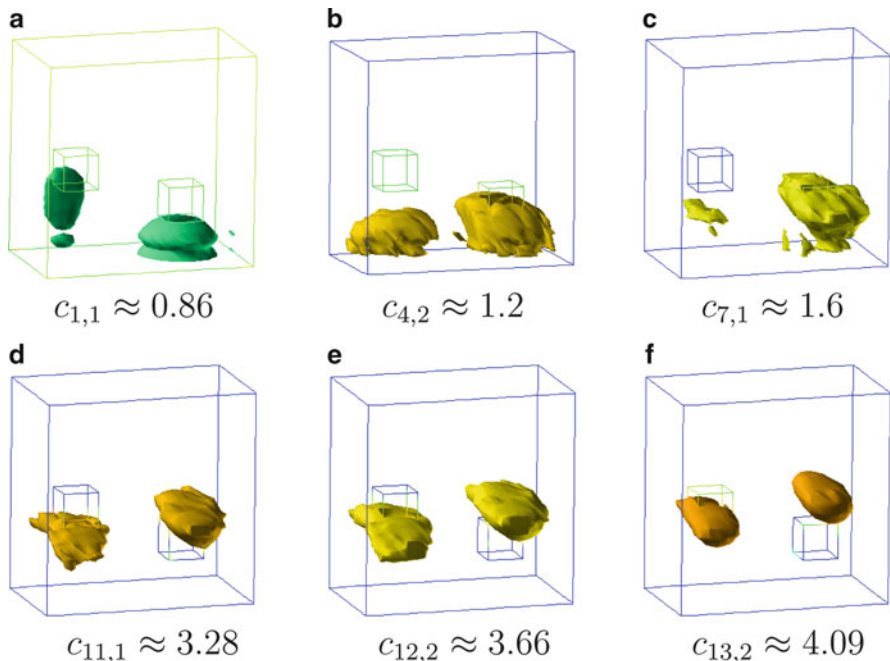 a
b
c
c₁,₁ ≈ 0.86
c₄,₂ ≈ 1.2
c₇,₁ ≈ 1.6
d
e
f
c₁₁,₁ ≈ 3.28
c₁₂,₂ ≈ 3.66
c₁₃,₂ ≈ 4.09